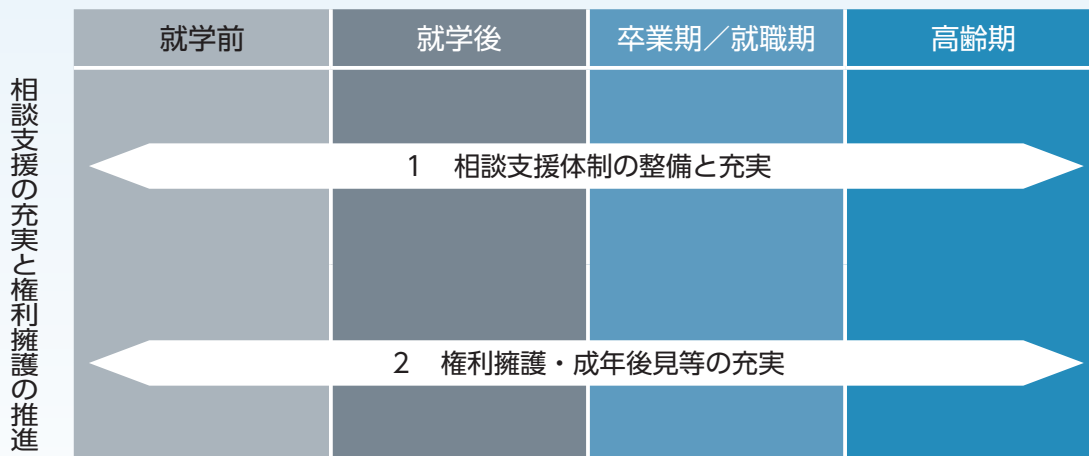 就学前
就学後
卒業期／就職期
高齢期
相談支援の充実と権利擁護の推進
1 相談支援体制の整備と充実
2 権利擁護・成年後見等の充実